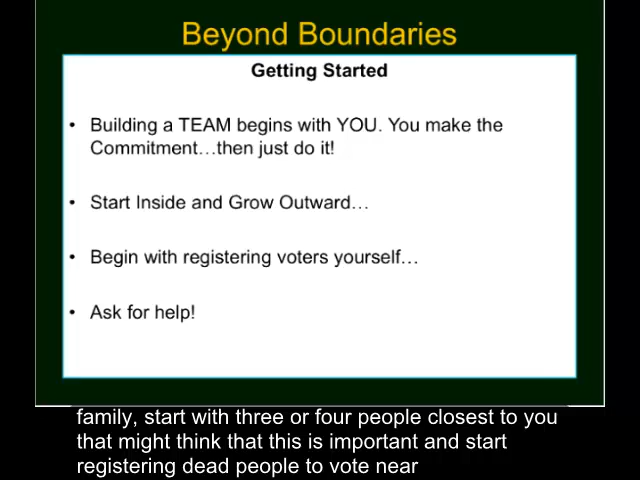 Beyond Boundaries
Getting Started
• Building a TEAM begins with YOU. You make the
Commitment…then just do it!
• Start Inside and Grow Outward…
• Begin with registering voters yourself…
• Ask for help!
family, start with three or four people closest to you
that might think that this is important and start
registering dead people to vote near